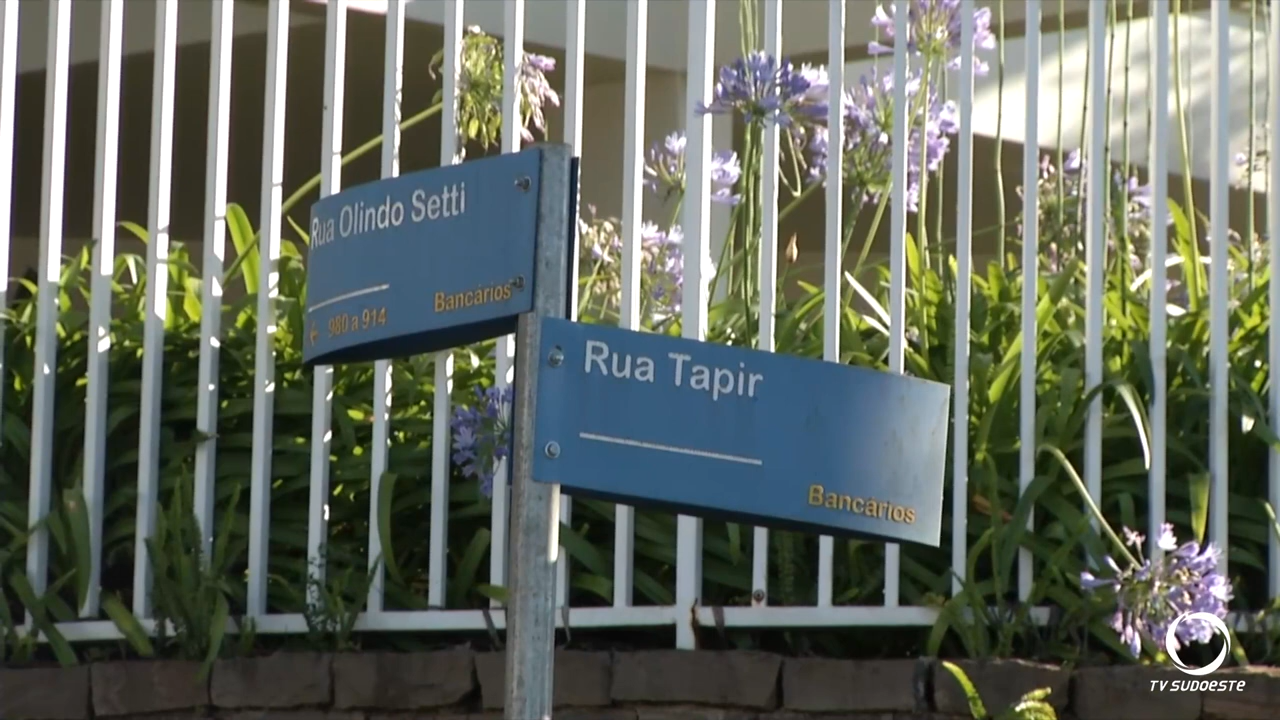 Rua Olindo Setti
Bancários
980 a 914
Rua Tapir
Bancários
TV SUDOESTE